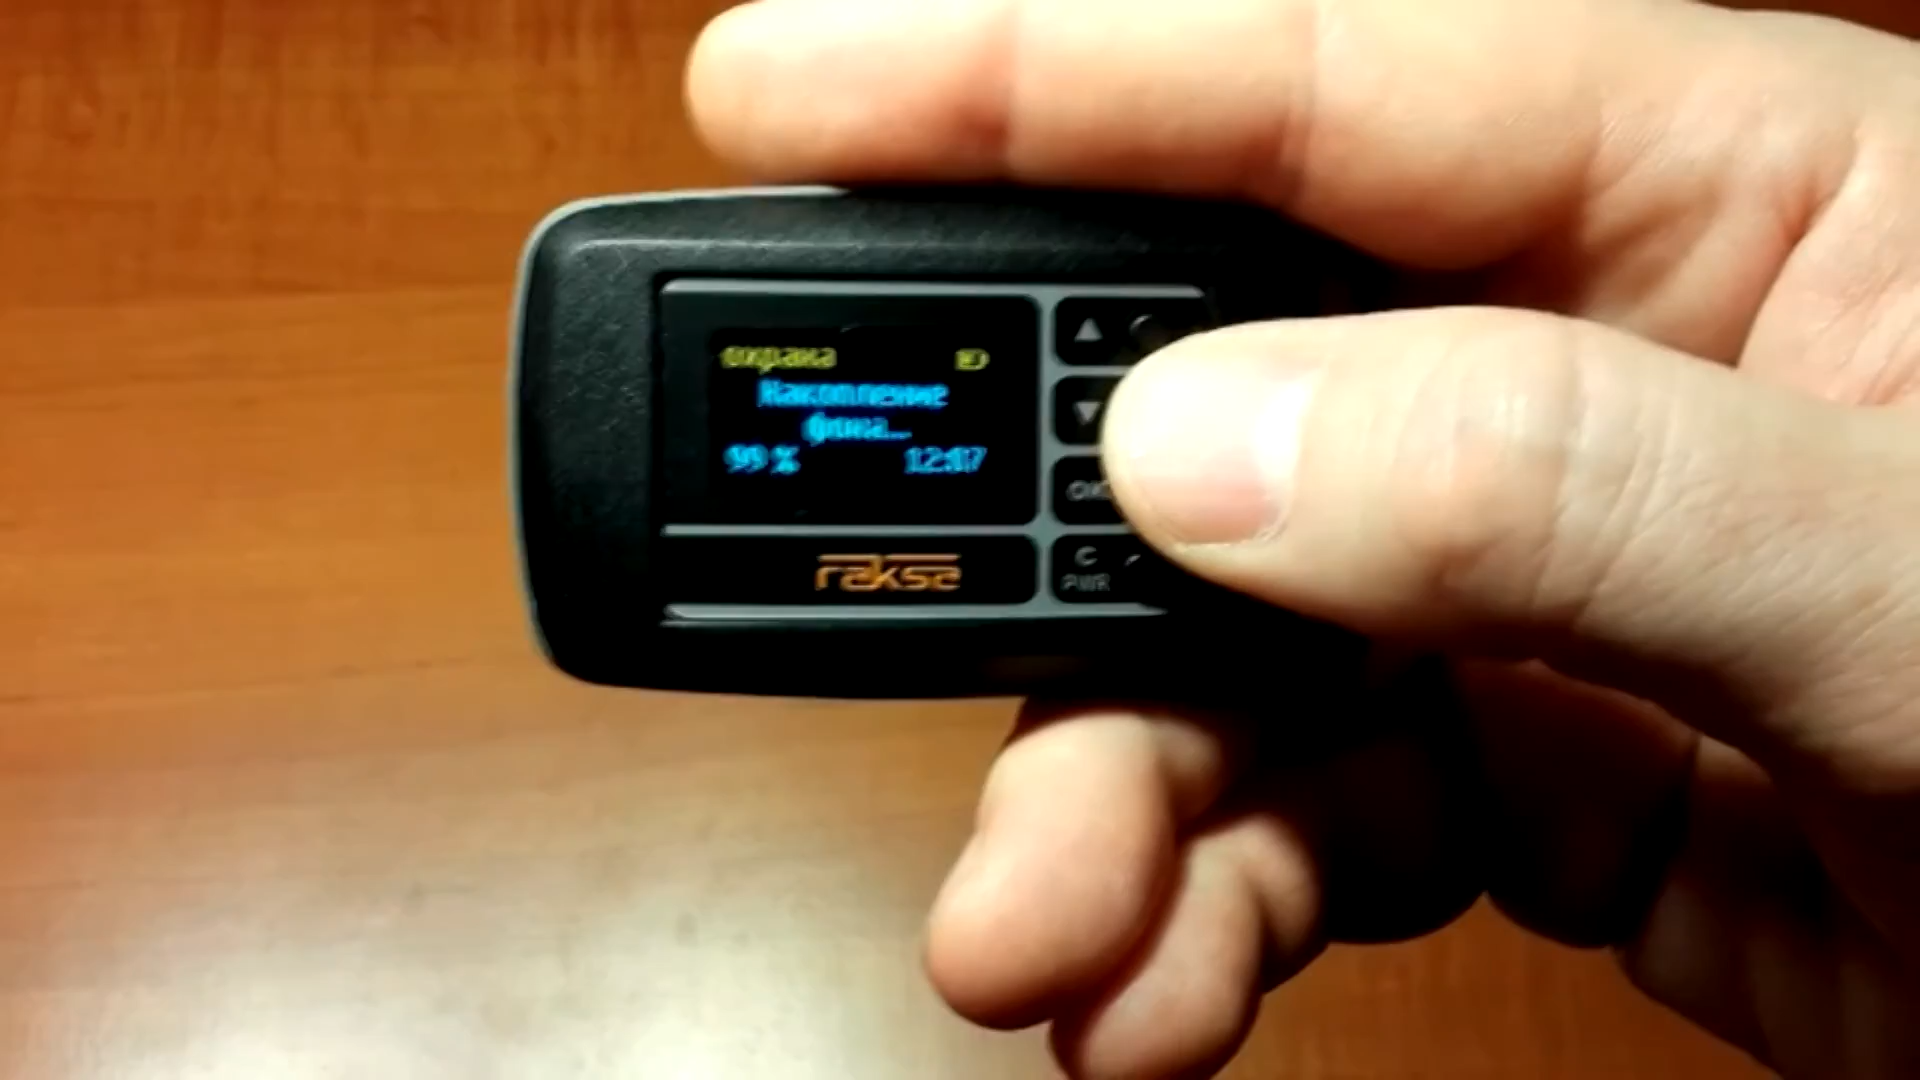 охрана
Накопление
фона...
99% 12:07
raksa
OK
C
PWR